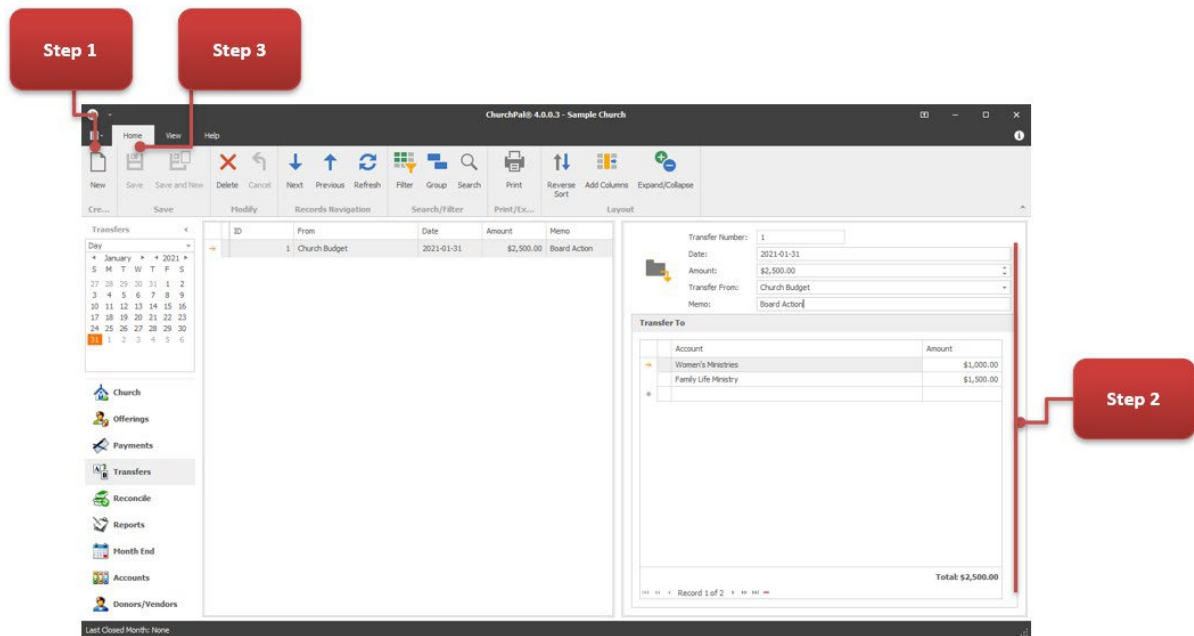 Step 1
Step 3
ChurchPal® 4.0.0.3 - Sample Church
Home View Help
New Save Save and New Delete Cancel Next Previous Refresh Filter Group Search Print Reverse Sort Add Columns Expand/Collapse
Cre... Save Modify Records Navigation Search/Filter Print/Ex... Layout
Transfers
Day
January 2021
S M T W T F S
27 28 29 30 31 1 2
3 4 5 6 7 8 9
10 11 12 13 14 15 16
17 18 19 20 21 22 23
24 25 26 27 28 29 30
31 1 2 3 4 5 6
Church
Offerings
Payments
Transfers
Reconcile
Reports
Month End
Accounts
Donors/Vendors
ID From Date Amount Memo
1 Church Budget 2021-01-31 $2,500.00 Board Action
Transfer Number: 1
Date: 2021-01-31
Amount: $2,500.00
Transfer From: Church Budget
Memo: Board Action
Transfer To
Account Amount
Women's Ministries $1,000.00
Family Life Ministry $1,500.00
Total: $2,500.00
Record 1 of 2
Step 2
Last Closed Month: None